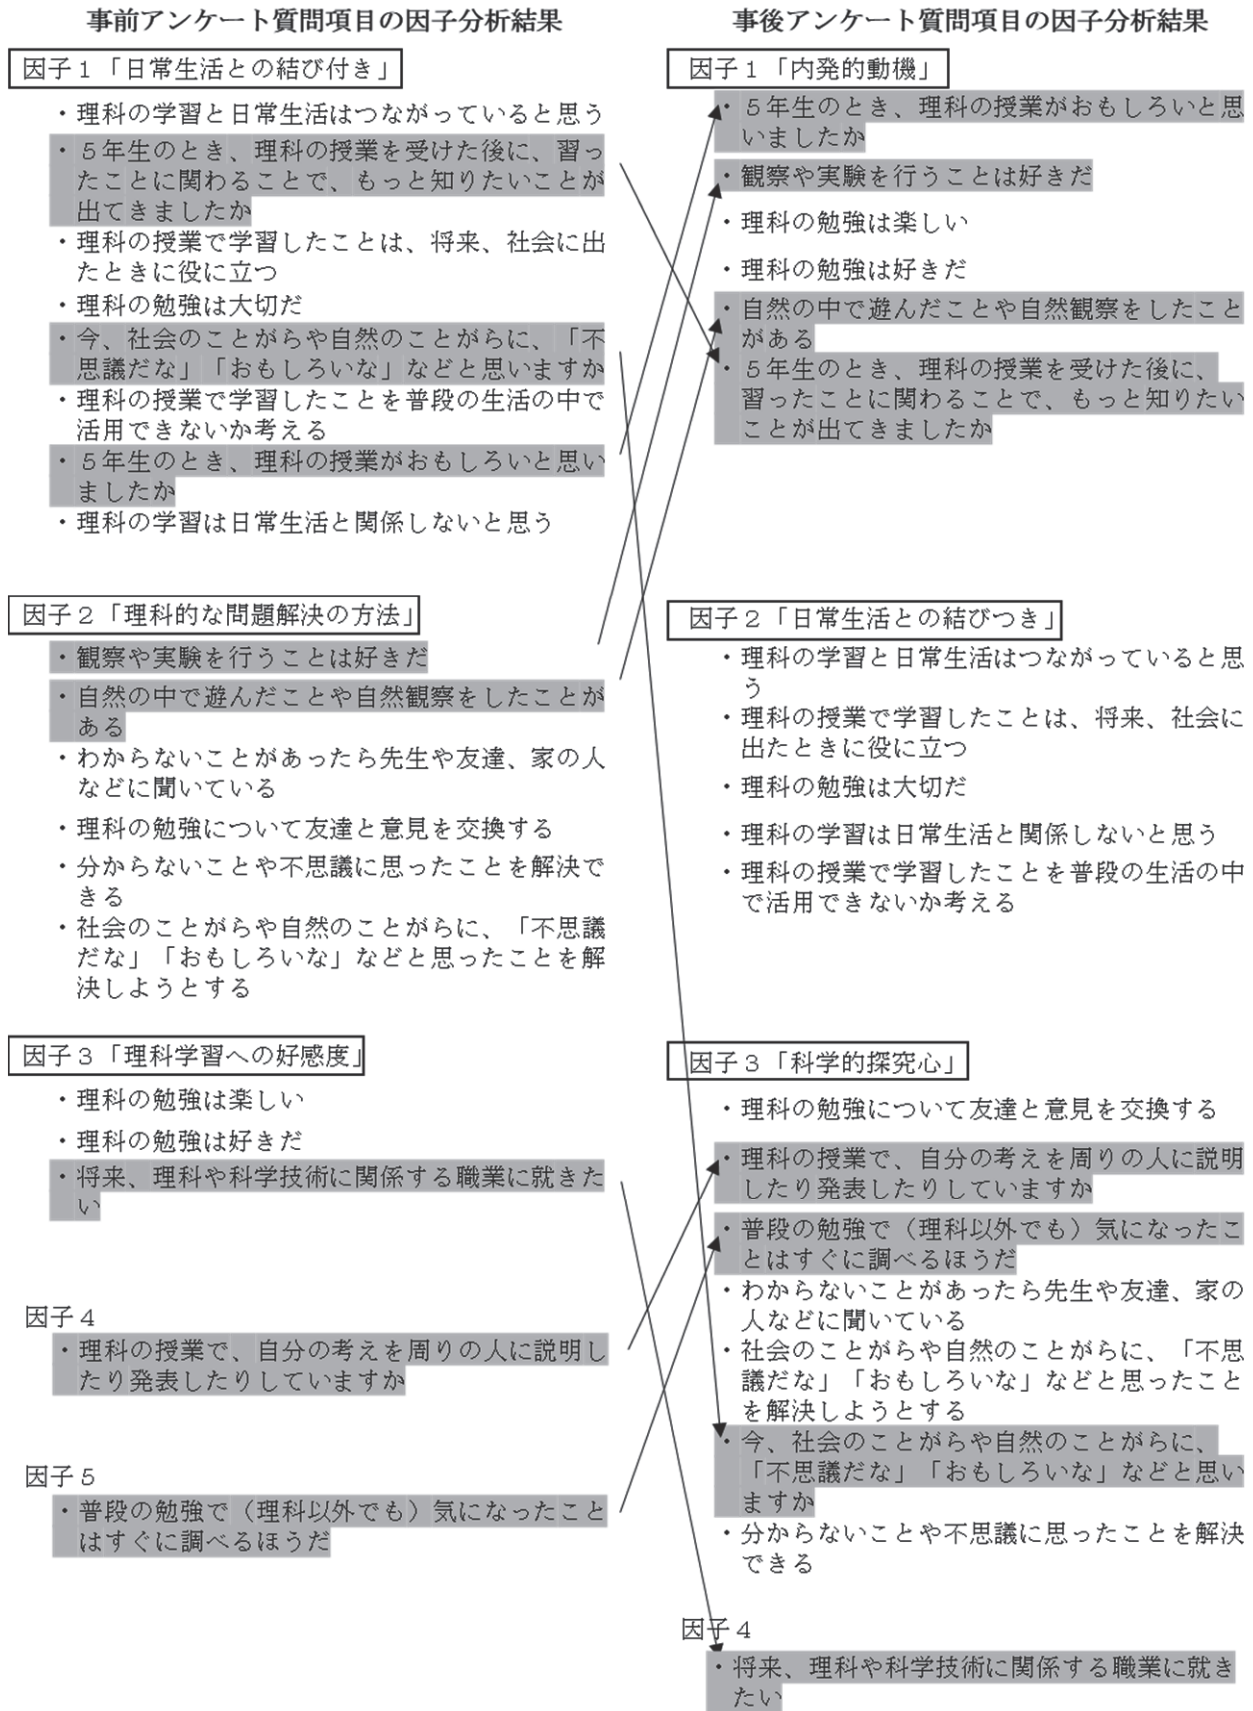 事前アンケート質問項目の因子分析結果
因子１「日常生活との結び付き」
・理科の学習と日常生活はつながっていると思う
・５年生のとき、理科の授業を受けた後に、習っ
たことに関わることで、もっと知りたいことが
出てきましたか
・理科の授業で学習したことは、将来、社会に出
たときに役に立つ
・理科の勉強は大切だ
・今、社会のことがらや自然のことがらに、「不
思議だな」「おもしろいな」などと思いますか
・理科の授業で学習したことを普段の生活の中で
活用できないか考える
・５年生のとき、理科の授業がおもしろいと思い
ましたか
・理科の学習は日常生活と関係しないと思う
因子２「理科的な問題解決の方法」
・観察や実験を行うことは好きだ
・自然の中で遊んだことや自然観察をしたことが
ある
・わからないことがあったら先生や友達、家の人
などに聞いている
・理科の勉強について友達と意見を交換する
・分からないことや不思議に思ったことを解決で
きる
・社会のことがらや自然のことがらに、「不思議
だな」「おもしろいな」などと思ったことを解
決しようとする
因子３「理科学習への好感度」
・理科の勉強は楽しい
・理科の勉強は好きだ
・将来、理科や科学技術に関係する職業に就きた
い
因子４
・理科の授業で、自分の考えを周りの人に説明し
たり発表したりしていますか
因子５
・普段の勉強で（理科以外でも）気になったこと
はすぐに調べるほうだ
事後アンケート質問項目の因子分析結果
因子１「内発的動機」
・５年生のとき、理科の授業がおもしろいと思
いましたか
・観察や実験を行うことは好きだ
・理科の勉強は楽しい
・理科の勉強は好きだ
・自然の中で遊んだことや自然観察をしたこと
がある
・５年生のとき、理科の授業を受けた後に、
習ったことに関わることで、もっと知りたい
ことが出てきましたか
因子２「日常生活との結びつき」
・理科の学習と日常生活はつながっていると思
う
・理科の授業で学習したことは、将来、社会に
出たときに役に立つ
・理科の勉強は大切だ
・理科の学習は日常生活と関係しないと思う
・理科の授業で学習したことを普段の生活の中
で活用できないか考える
因子３「科学的探究心」
・理科の勉強について友達と意見を交換する
・理科の授業で、自分の考えを周りの人に説明
したり発表したりしていますか
・普段の勉強で（理科以外でも）気になったこ
とはすぐに調べるほうだ
・わからないことがあったら先生や友達、家の
人などに聞いている
・社会のことがらや自然のことがらに、「不思
議だな」「おもしろいな」などと思ったこと
を解決しようとする
・今、社会のことがらや自然のことがらに、
「不思議だな」「おもしろいな」などと思い
ますか
・分からないことや不思議に思ったことを解決
できる
因子４
・将来、理科や科学技術に関係する職業に就き
たい